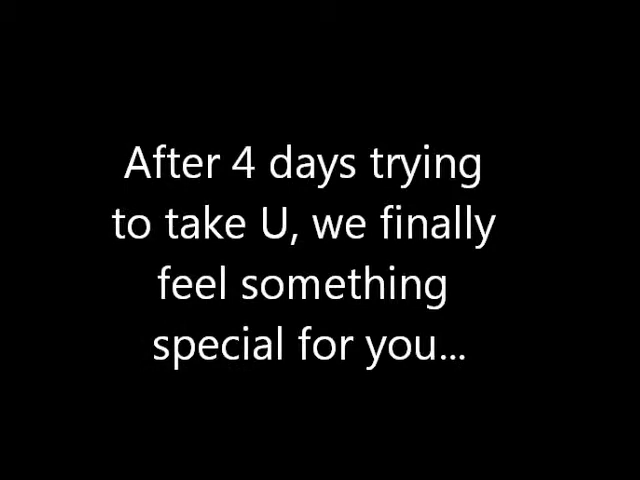 After 4 days trying
to take U, we finally
feel something
special for you...